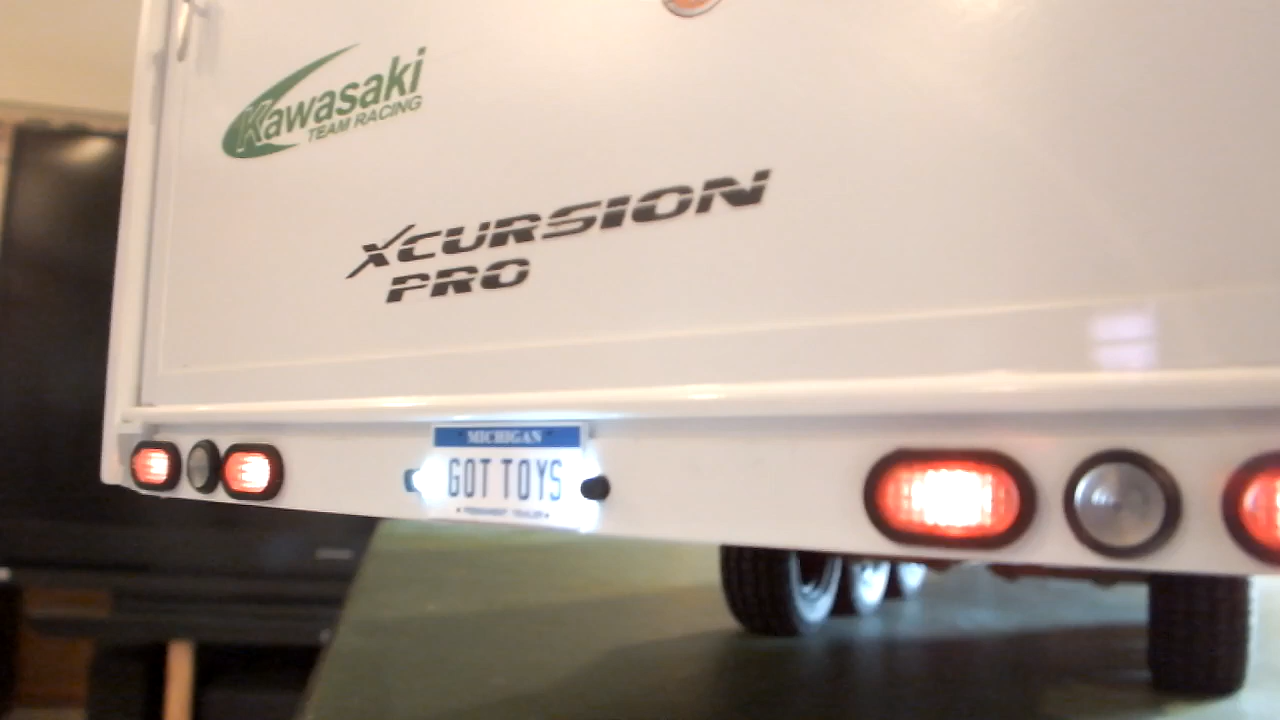 Kawasaki
TEAM RACING
XCURSION
PRO
MICHIGAN
GOT TOYS